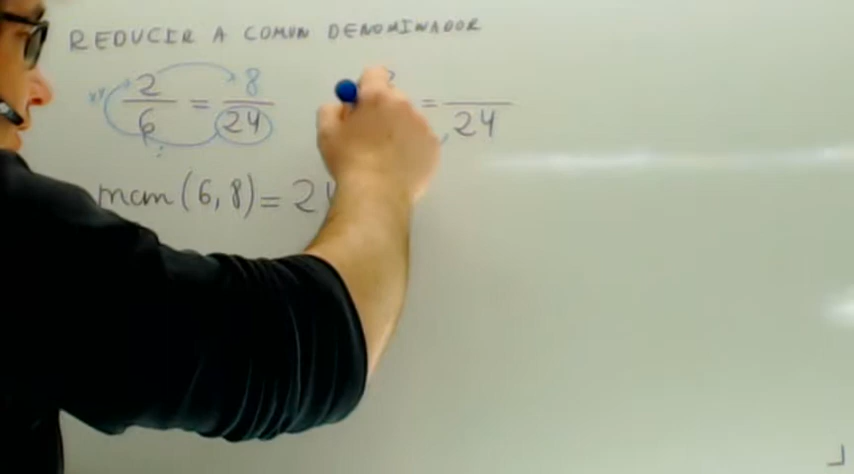 REDUCIR A COMUN DENOMINADOR
2/6 = 8/24
= /24
x :
mcm (6,8) = 24